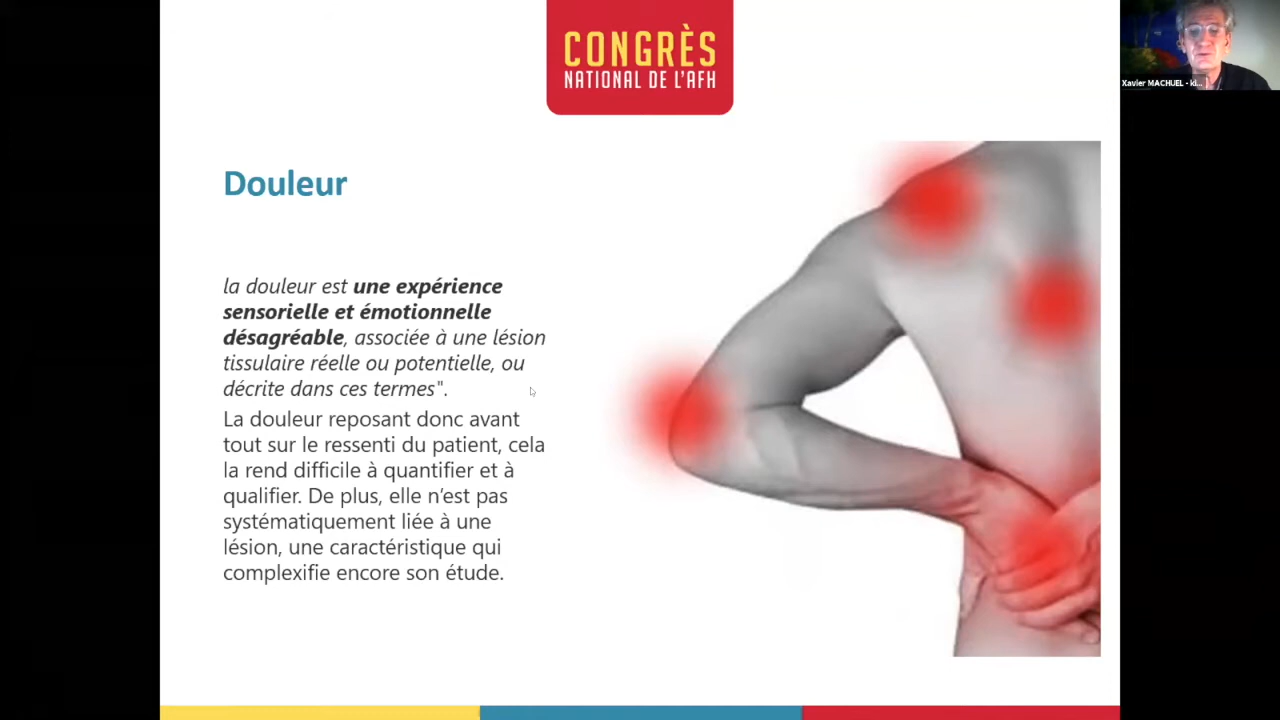 CONGRÈS
NATIONAL DE L'AFH
Xavier MACHUEL - ki...
Douleur
la douleur est une expérience
sensorielle et émotionnelle
désagréable, associée à une lésion
tissulaire réelle ou potentielle, ou
décrite dans ces termes".
La douleur reposant donc avant
tout sur le ressenti du patient, cela
la rend difficile à quantifier et à
qualifier. De plus, elle n'est pas
systématiquement liée à une
lésion, une caractéristique qui
complexifie encore son étude.